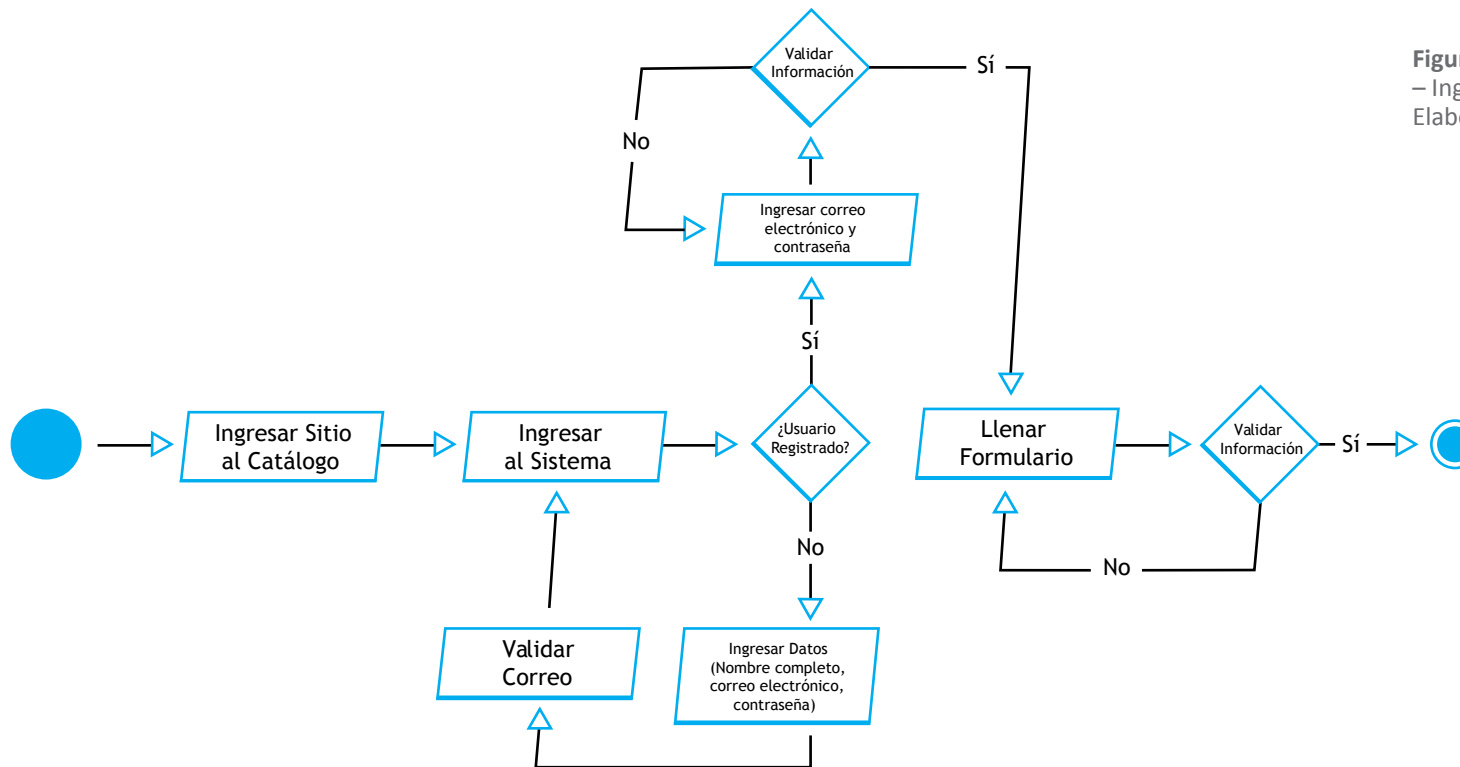 Validar
Información
Sí
No
Ingresar correo
electrónico y
contraseña
Sí
Ingresar Sitio
al Catálogo
Ingresar
al Sistema
¿Usuario
Registrado?
Llenar
Formulario
Validar
Información
Sí
No
No
Validar
Correo
Ingresar Datos
(Nombre completo,
correo electrónico,
contraseña)